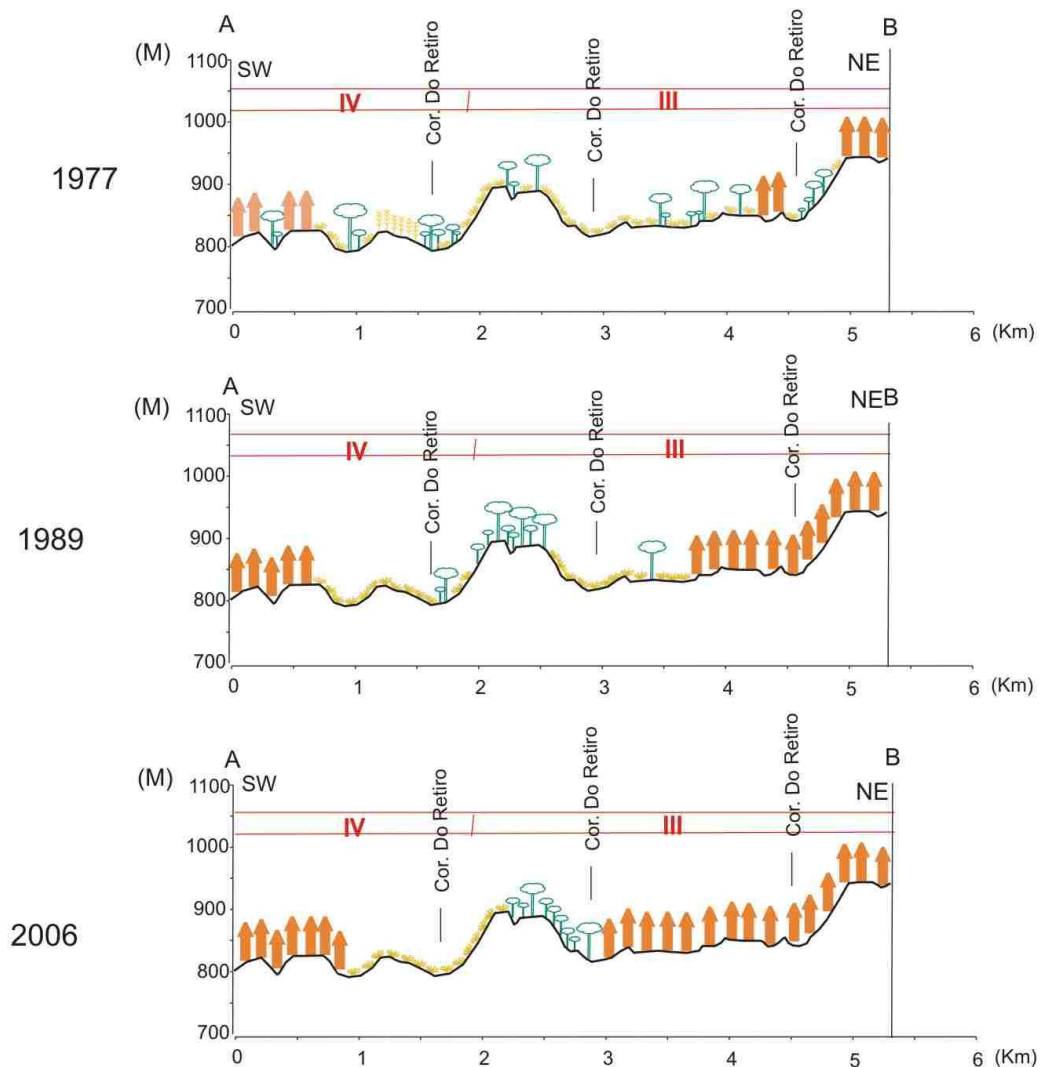 A
B
(M)
1100
SW
NE
Cor. Do Retiro
Cor. Do Retiro
Cor. Do Retiro
IV
III
1000
1977
900
800
700
0 1 2 3 4 5 6 (Km)
A
B
(M)
1100
SW
NE
Cor. Do Retiro
Cor. Do Retiro
Cor. Do Retiro
IV
III
1000
1989
900
800
700
0 1 2 3 4 5 6 (Km)
A
B
(M)
1100
SW
NE
Cor. Do Retiro
Cor. Do Retiro
Cor. Do Retiro
IV
III
1000
2006
900
800
700
0 1 2 3 4 5 6 (Km)